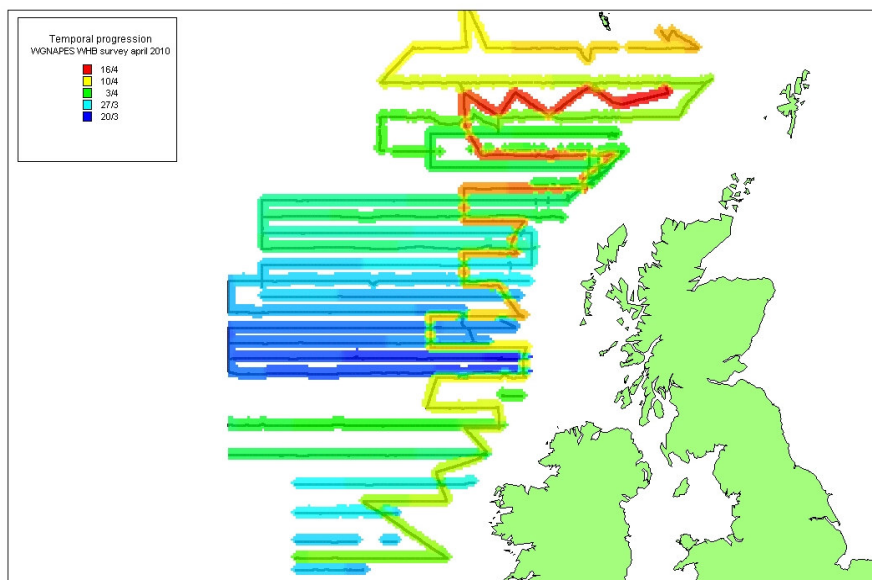 Temporal progression
WGNAPES WHB survey april 2010
16/4
10/4
3/4
27/3
20/3